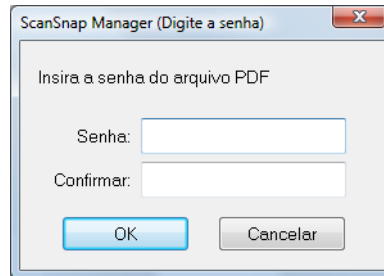 ScanSnap Manager (Digite a senha)
Insira a senha do arquivo PDF
Senha:
Confirmar:
OK Cancelar